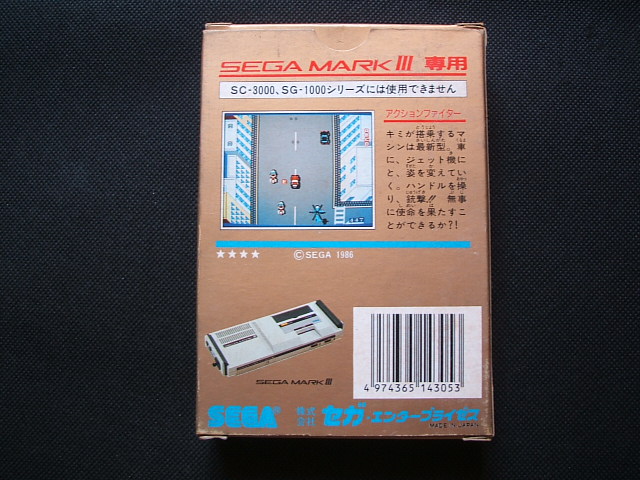 SEGA MARK III 専用
SC-3000、SG-1000シリーズには使用できません
アクションファイター
キミが搭乗するマ
シンは最新型。車
に、ジェット機に
と、姿を変えてい
く。ハンドルを操
り、銃撃!! 無事
に使命を果たすこ
とができるか?!
★★★★
©SEGA 1986
SEGA MARK III
4 974365 143053
SEGA® 株式会社 セガ・エンタープライゼス
MADE IN JAPAN